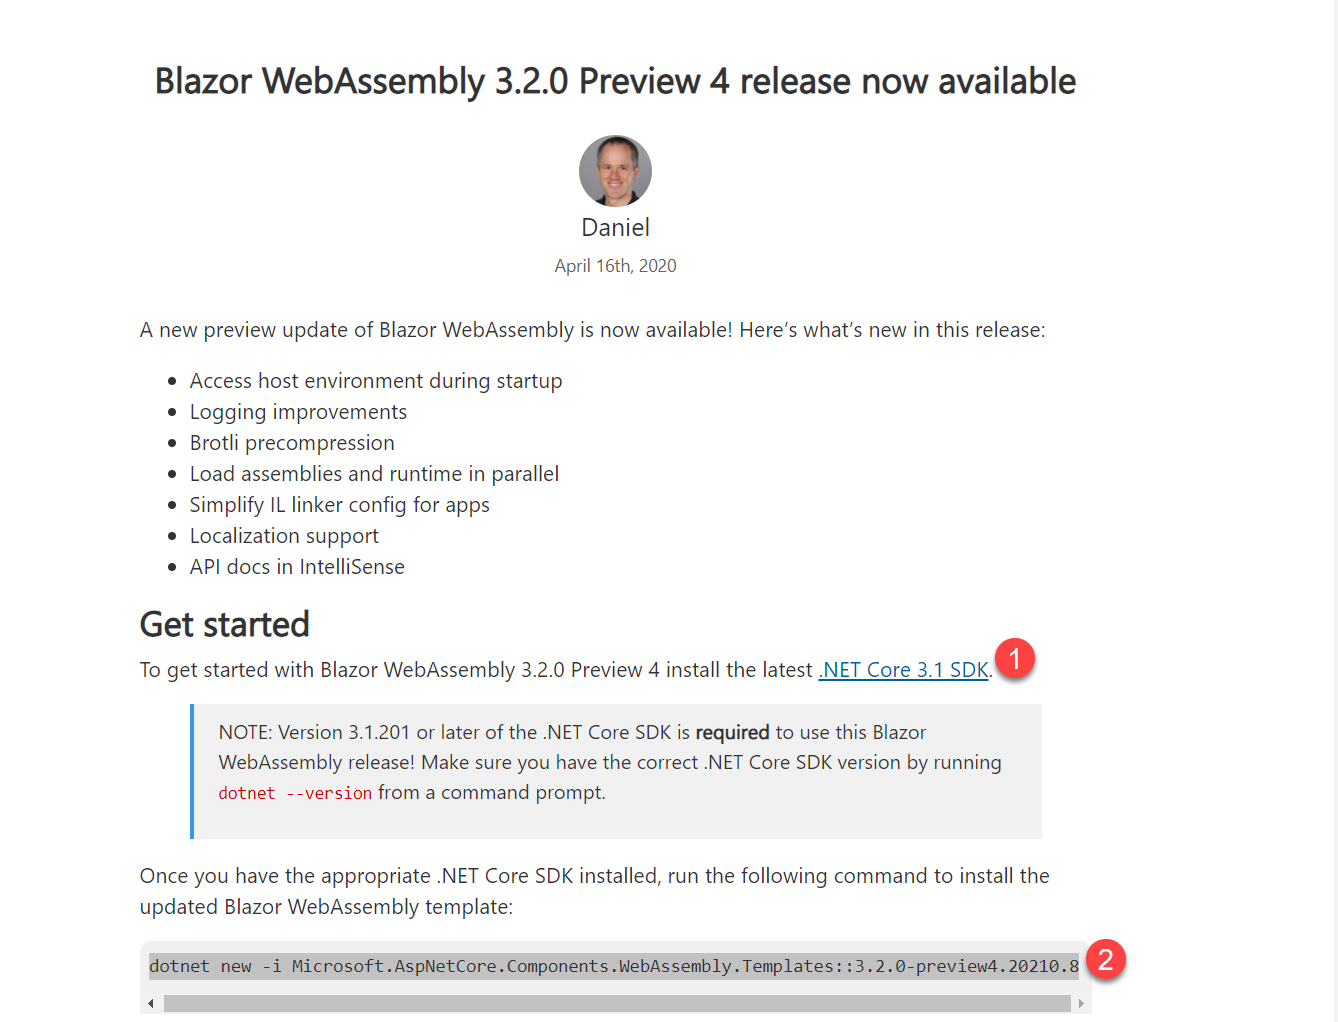 Blazor WebAssembly 3.2.0 Preview 4 release now available
Daniel
April 16th, 2020
A new preview update of Blazor WebAssembly is now available! Here’s what’s new in this release:
Access host environment during startup
Logging improvements
Brotli precompression
Load assemblies and runtime in parallel
Simplify IL linker config for apps
Localization support
API docs in IntelliSense
Get started
To get started with Blazor WebAssembly 3.2.0 Preview 4 install the latest .NET Core 3.1 SDK. 1
NOTE: Version 3.1.201 or later of the .NET Core SDK is required to use this Blazor
WebAssembly release! Make sure you have the correct .NET Core SDK version by running
dotnet --version from a command prompt.
Once you have the appropriate .NET Core SDK installed, run the following command to install the
updated Blazor WebAssembly template:
dotnet new -i Microsoft.AspNetCore.Components.WebAssembly.Templates::3.2.0-preview4.20210.8 2